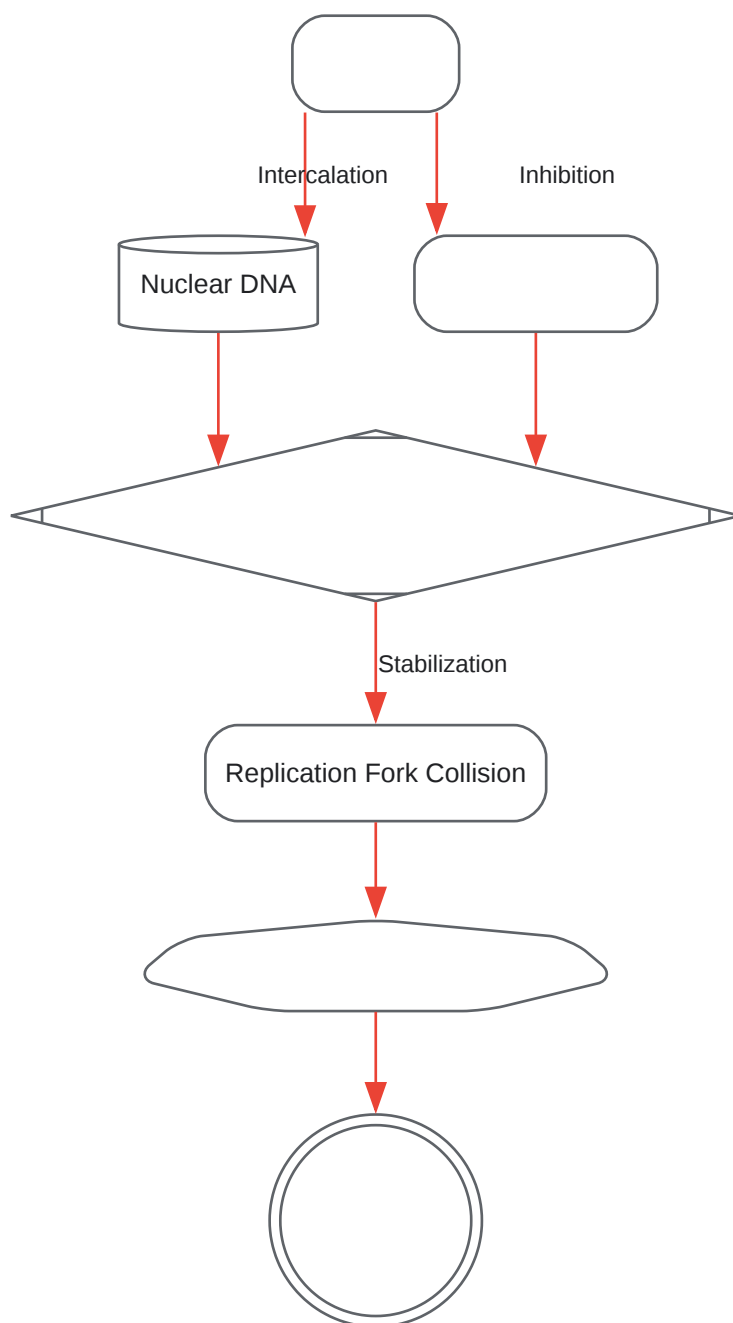 Intercalation
Inhibition
Nuclear DNA
Stabilization
Replication Fork Collision